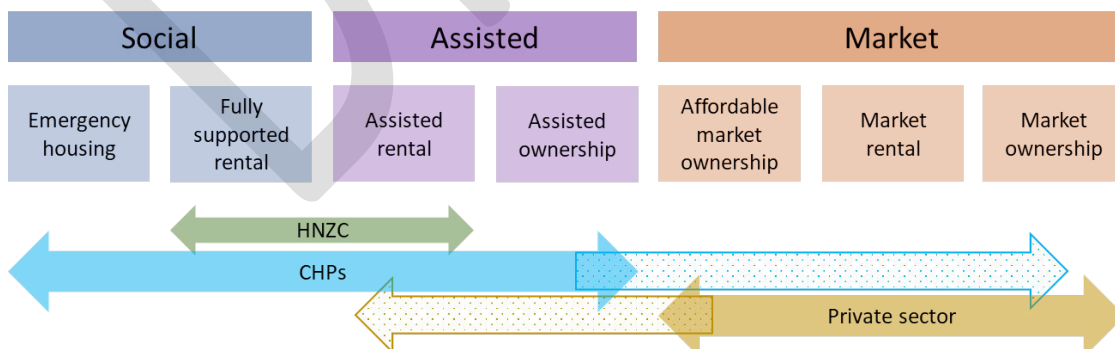 Social
Assisted
Market
Emergency
housing
Fully
supported
rental
Assisted
rental
Assisted
ownership
Affordable
market
ownership
Market
rental
Market
ownership
HNZC
CHPs
Private sector